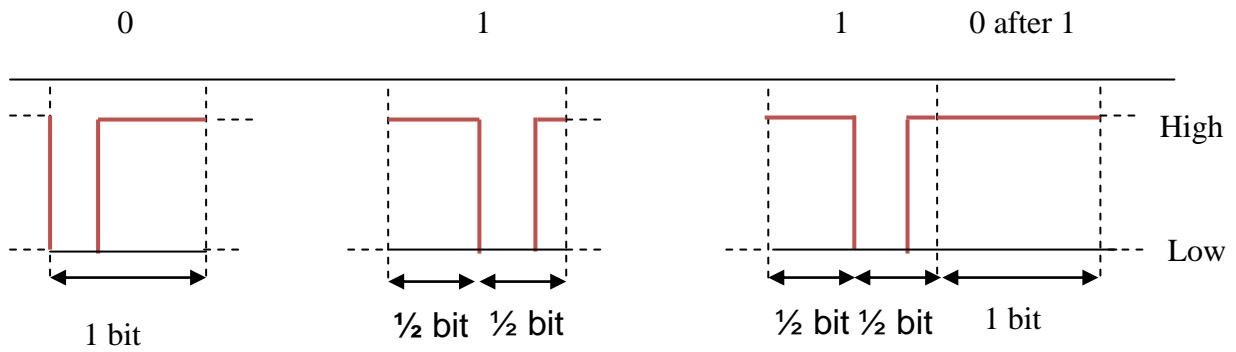 0 1 1 0 after 1
High
Low
1 bit ½ bit ½ bit ½ bit ½ bit 1 bit